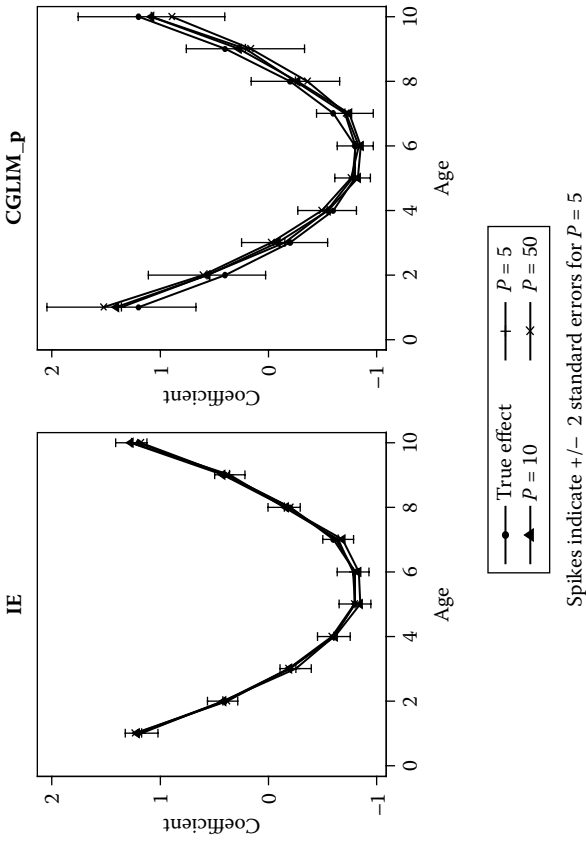 IE
2
1
0
−1
Coefficient
0
2
4
6
8
10
Age
CGLIM_p
2
1
0
−1
Coefficient
0
2
4
6
8
10
Age
True effect
P = 5
P = 10
P = 50
Spikes indicate +/− 2 standard errors for P = 5